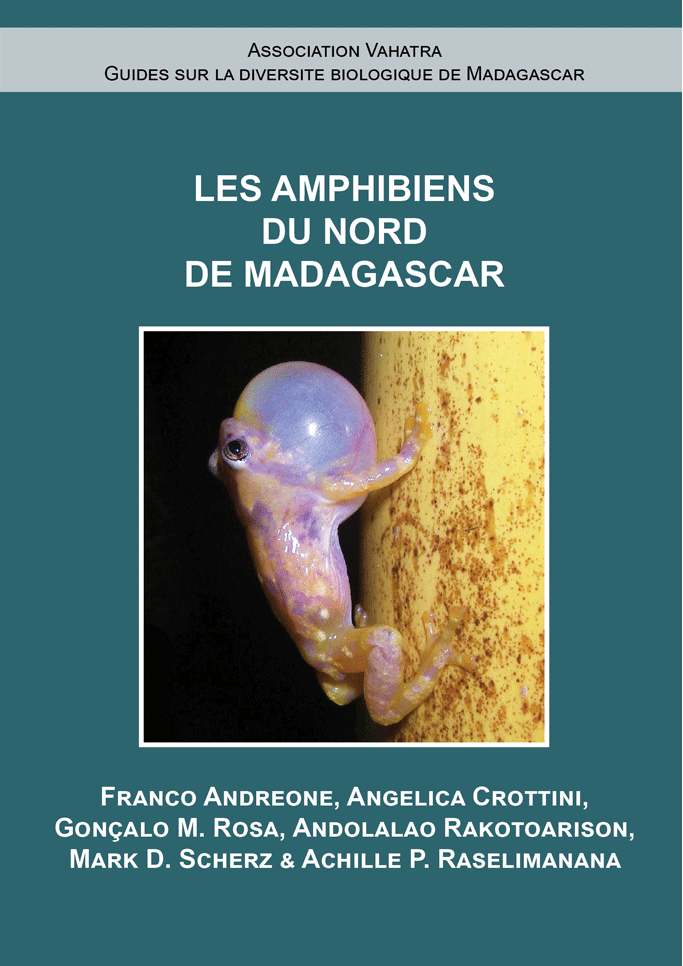 ASSOCIATION VAHATRA
GUIDES SUR LA DIVERSITE BIOLOGIQUE DE MADAGASCAR
LES AMPHIBIENS
DU NORD
DE MADAGASCAR
FRANCO ANDREONE, ANGELICA CROTTINI,
GONÇALO M. ROSA, ANDOLALAO RAKOTOARISON,
MARK D. SCHERZ & ACHILLE P. RASELIMANANA